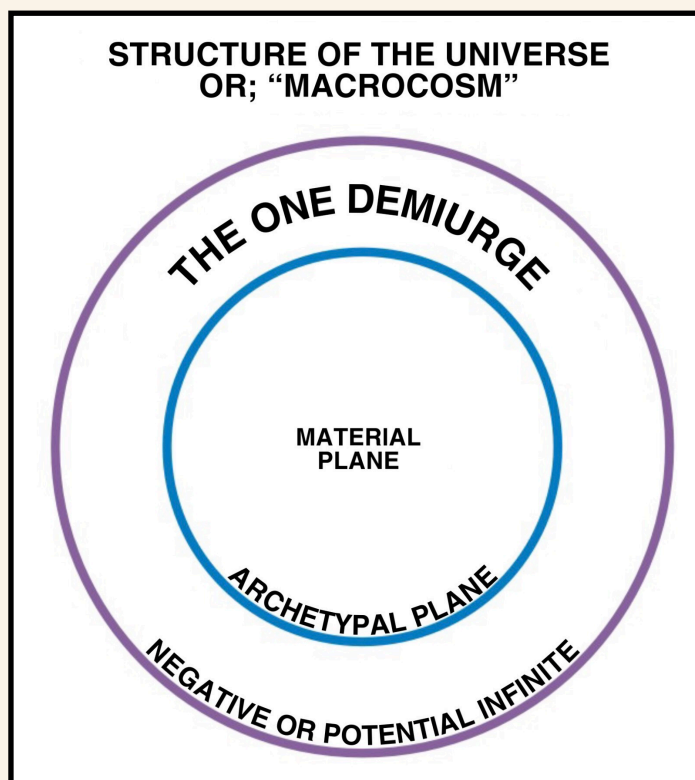 STRUCTURE OF THE UNIVERSE
OR; “MACROCOSM”
THE ONE DEMIURGE
MATERIAL
PLANE
ARCHETYPAL PLANE
NEGATIVE OR POTENTIAL INFINITE